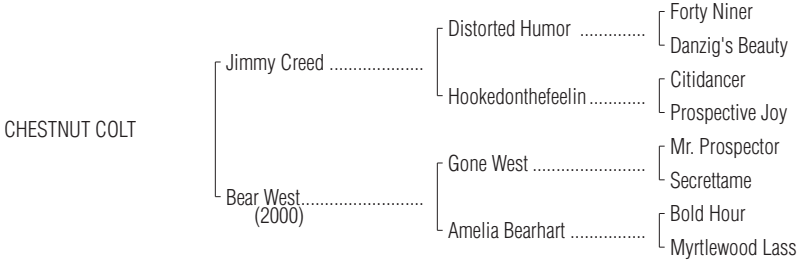 Forty Niner
Distorted Humor ..............
Danzig's Beauty
Jimmy Creed ....................
Citidancer
Hookedonthefeelin ............
Prospective Joy
CHESTNUT COLT
Mr. Prospector
Gone West ........................
Secrettame
Bear West..........................
(2000)
Bold Hour
Amelia Bearhart ................
Myrtlewood Lass